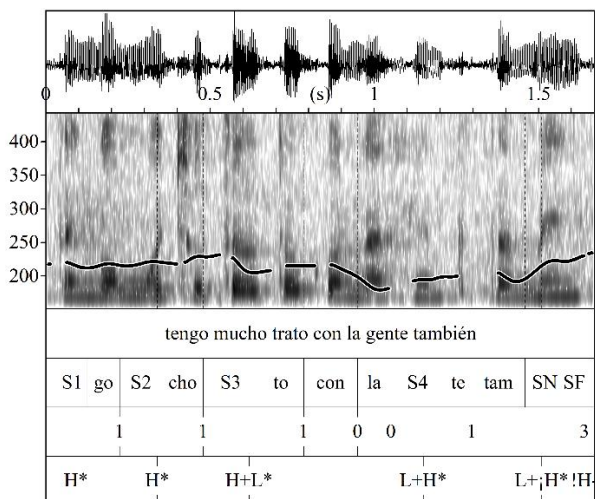 0 0.5 (s) 1 1.5
400
350
300
250
200
tengo mucho trato con la gente también
S1 go S2 cho S3 to con la S4 te tam SN SF
1 1 1 0 0 1 3
H* H* H+L* L+H* L+¡H* !H-